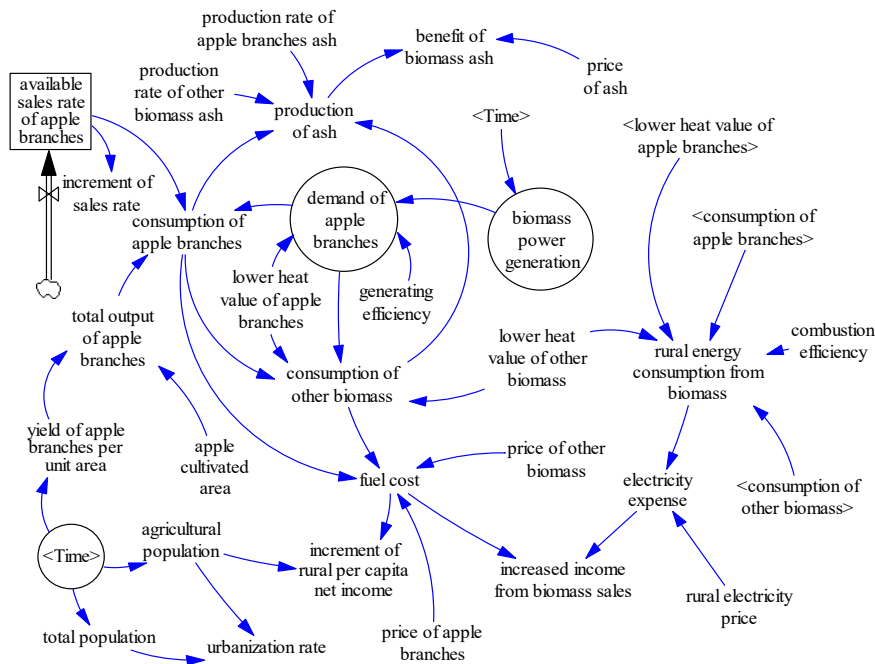 production rate of
apple branches ash
benefit of
biomass ash
price
of ash
production
rate of other
biomass ash
available
sales rate
of apple
branches
production
of ash
<Time>
<lower heat value of
apple branches>
increment of
sales rate
consumption of
apple branches
demand of
apple
branches
biomass
power
generation
<consumption of
apple branches>
lower heat
value of apple
branches
generating
efficiency
total output
of apple
branches
consumption of
other biomass
lower heat
value of other
biomass
rural energy
consumption from
biomass
combustion
efficiency
yield of apple
branches per
unit area
apple
cultivated
area
fuel cost
price of other
biomass
electricity
expense
<consumption of
other biomass>
<Time>
agricultural
population
increment of
rural per capita
net income
increased income
from biomass sales
rural electricity
price
total population
urbanization rate
price of apple
branches